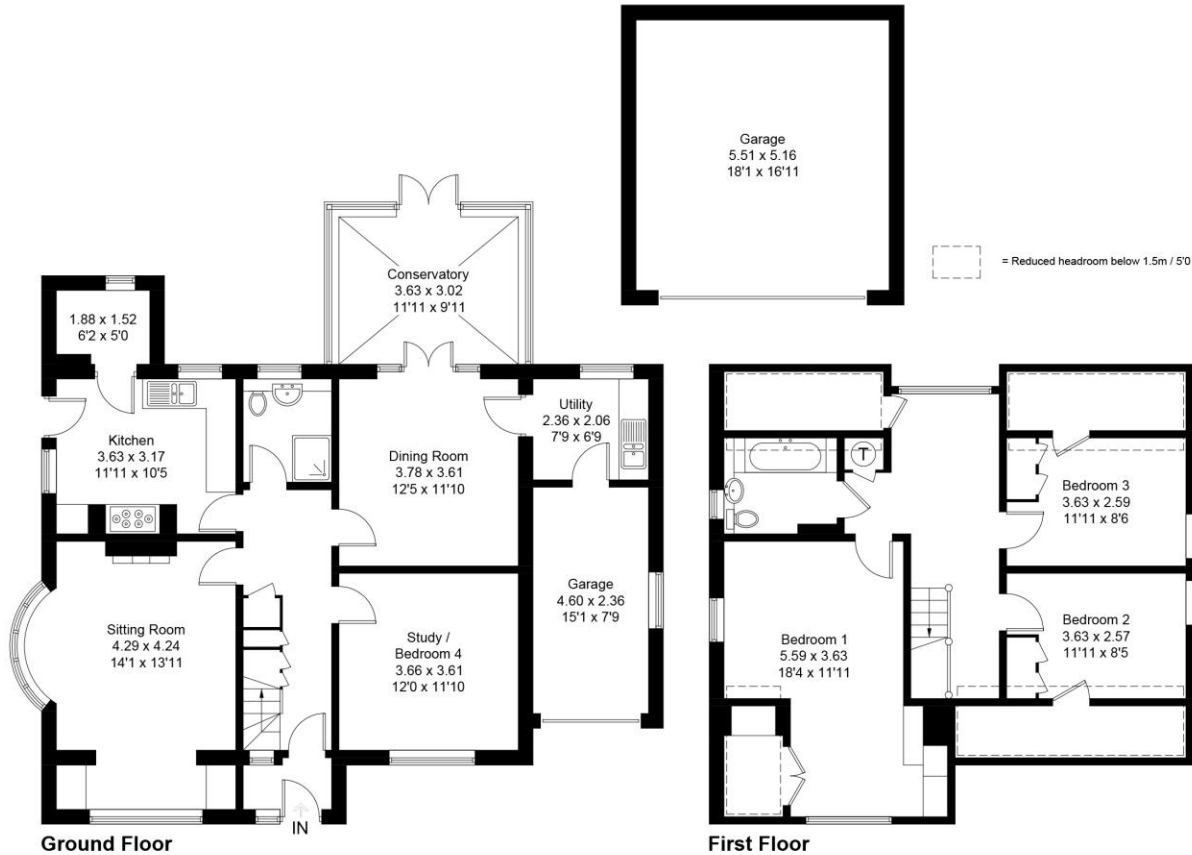 Garage
5.51 x 5.16
18'1 x 16'11
= Reduced headroom below 1.5m / 5'0
Conservatory
3.63 x 3.02
11'11 x 9'11
1.88 x 1.52
6'2 x 5'0
Kitchen
3.63 x 3.17
11'11 x 10'5
Dining Room
3.78 x 3.61
12'5 x 11'10
Utility
2.36 x 2.06
7'9 x 6'9
Sitting Room
4.29 x 4.24
14'1 x 13'11
Study /
Bedroom 4
3.66 x 3.61
12'0 x 11'10
Garage
4.60 x 2.36
15'1 x 7'9
IN
Ground Floor
T
Bedroom 3
3.63 x 2.59
11'11 x 8'6
Bedroom 1
5.59 x 3.63
18'4 x 11'11
Bedroom 2
3.63 x 2.57
11'11 x 8'5
First Floor